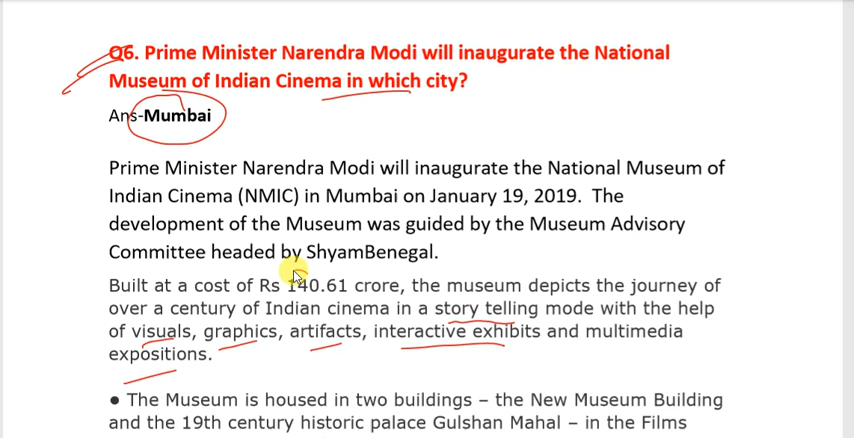 Q6. Prime Minister Narendra Modi will inaugurate the National
Museum of Indian Cinema in which city?
Ans-Mumbai
Prime Minister Narendra Modi will inaugurate the National Museum of
Indian Cinema (NMIC) in Mumbai on January 19, 2019. The
development of the Museum was guided by the Museum Advisory
Committee headed by ShyamBenegal.
Built at a cost of Rs 140.61 crore, the museum depicts the journey of
over a century of Indian cinema in a story telling mode with the help
of visuals, graphics, artifacts, interactive exhibits and multimedia
expositions.
● The Museum is housed in two buildings – the New Museum Building
and the 19th century historic palace Gulshan Mahal – in the Films